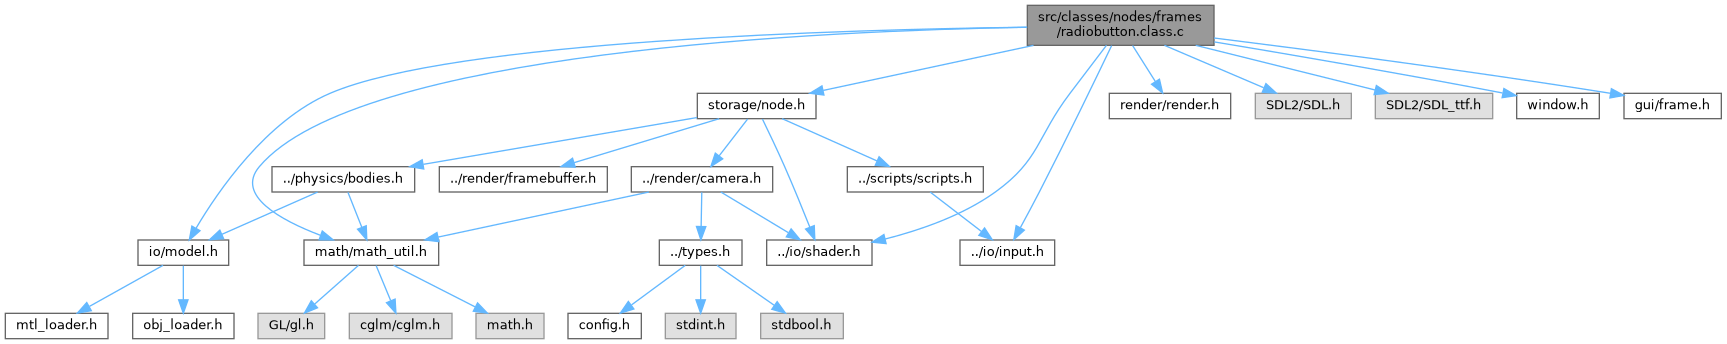 src/classes/nodes/frames
/radiobutton.class.c
storage/node.h
render/render.h
SDL2/SDL.h
SDL2/SDL_ttf.h
window.h
gui/frame.h
../physics/bodies.h
../render/framebuffer.h
../render/camera.h
../scripts/scripts.h
io/model.h
math/math_util.h
../types.h
../io/shader.h
../io/input.h
mtl_loader.h
obj_loader.h
GL/gl.h
cglm/cglm.h
math.h
config.h
stdint.h
stdbool.h